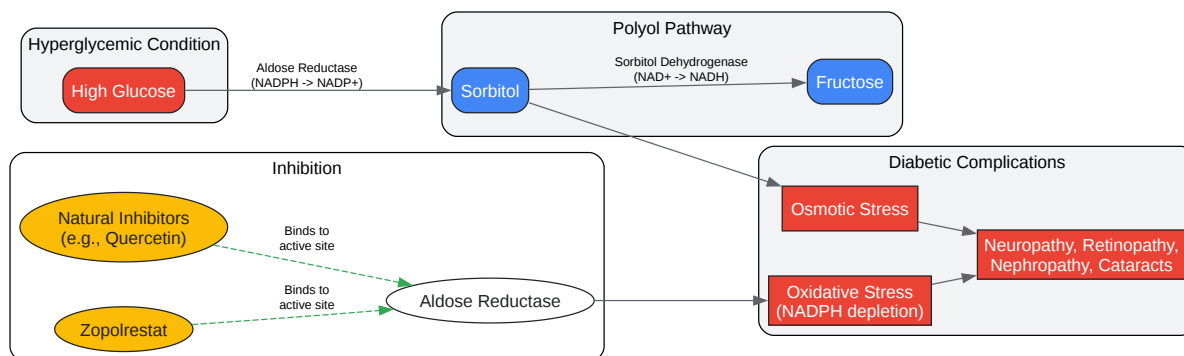 Hyperglycemic Condition
High Glucose
Aldose Reductase
(NADPH -> NADP+)
Polyol Pathway
Sorbitol
Sorbitol Dehydrogenase
(NAD+ -> NADH)
Fructose
Inhibition
Natural Inhibitors
(e.g., Quercetin)
Binds to
active site
Zopolrestat
Binds to
active site
Aldose Reductase
Diabetic Complications
Osmotic Stress
Oxidative Stress
(NADPH depletion)
Neuropathy, Retinopathy,
Nephropathy, Cataracts